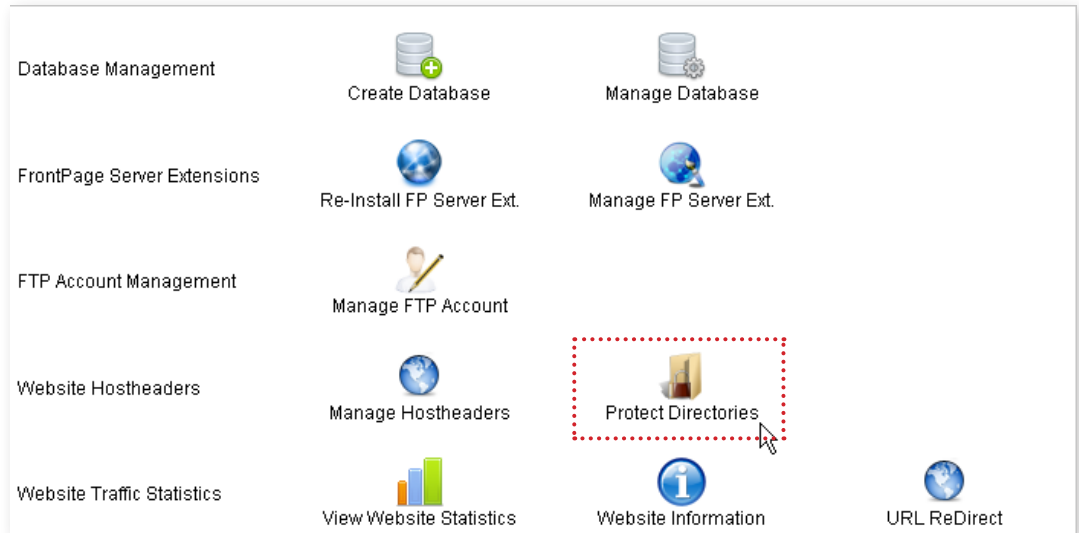 Database Management
Create Database
Manage Database
FrontPage Server Extensions
Re-Install FP Server Ext.
Manage FP Server Ext.
FTP Account Management
Manage FTP Account
Website Hostheaders
Manage Hostheaders
Protect Directories
Website Traffic Statistics
View Website Statistics
Website Information
URL ReDirect